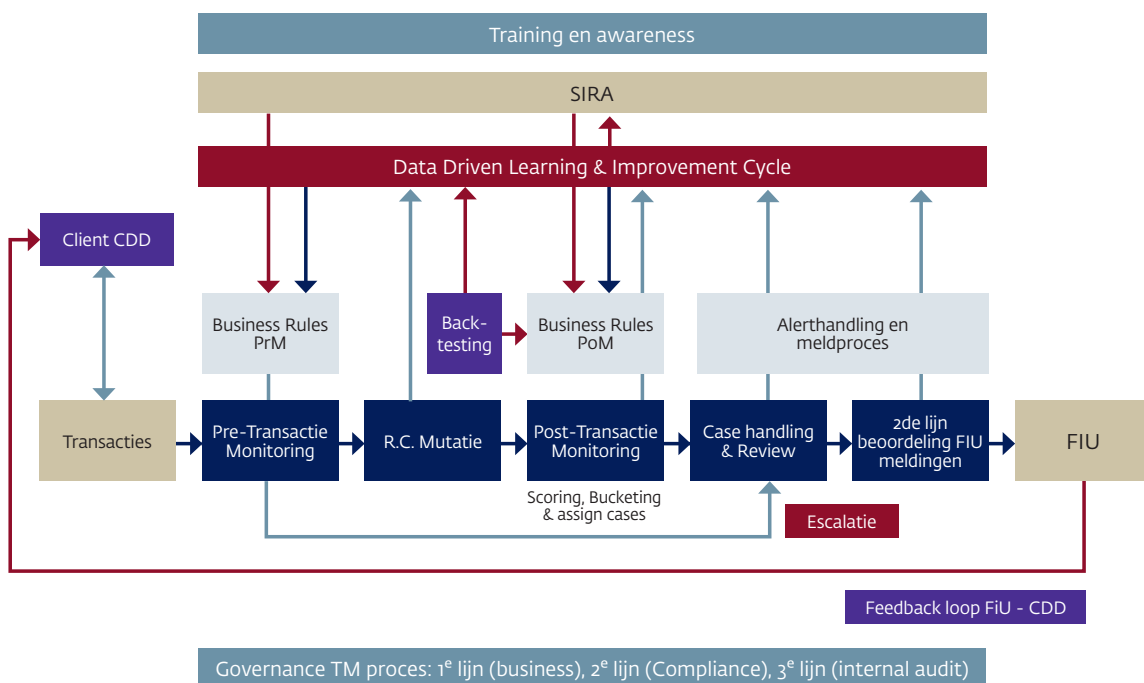 Training en awareness
SIRA
Data Driven Learning & Improvement Cycle
Client CDD
Business Rules
PrM
Back-
testing
Business Rules
PoM
Alerthandling en
meldproces
Transacties
Pre-Transactie
Monitoring
R.C. Mutatie
Post-Transactie
Monitoring
Case handling
& Review
2de lijn
beoordeling FIU
meldingen
FIU
Scoring, Bucketing
& assign cases
Escalatie
Feedback loop FiU - CDD
Governance TM proces: 1e lijn (business), 2e lijn (Compliance), 3e lijn (internal audit)